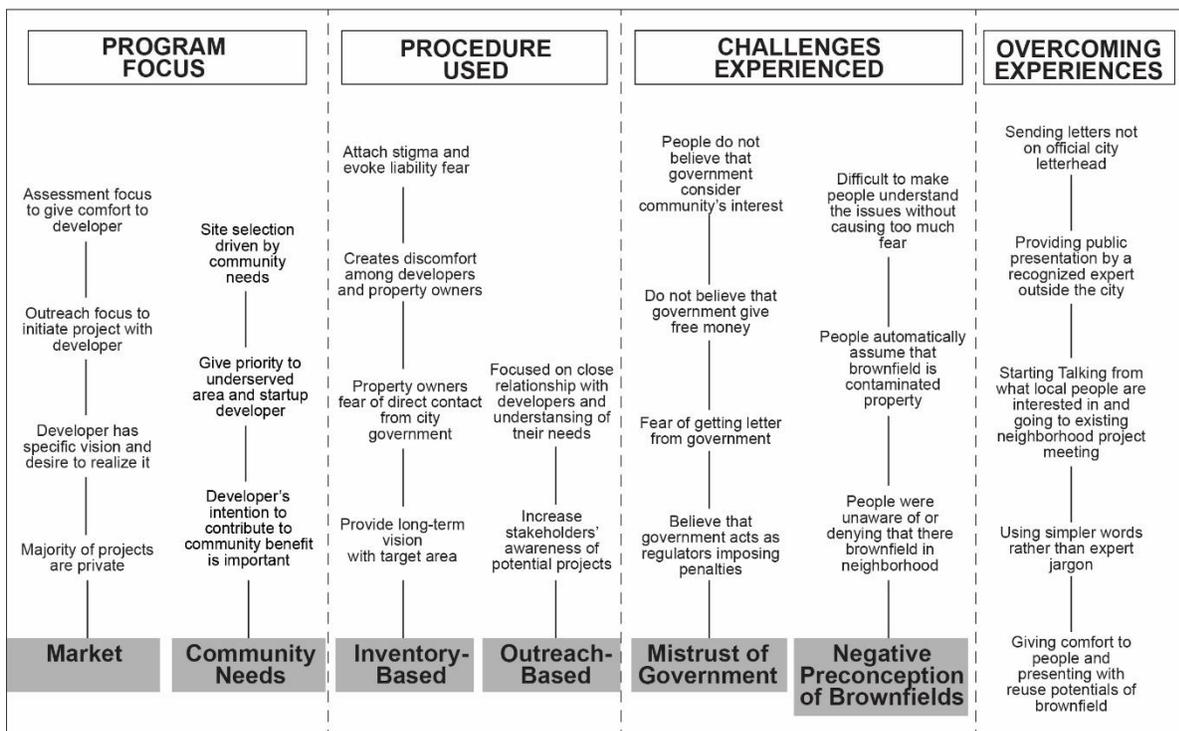 PROGRAM
FOCUS
Assessment focus
to give comfort to
developer
Outreach focus to
initiate project with
developer
Developer has
specific vision and
desire to realize it
Majority of projects
are private
Market
Site selection
driven by
community
needs
Give priority to
underserved
area and startup
developer
Developer's
intention to
contribute to
community benefit
is important
Community
Needs
PROCEDURE
USED
Attach stigma and
evoke liability fear
Creates discomfort
among developers
and property owners
Property owners
fear of direct contact
from city
government
Provide long-term
vision
with target area
Inventory-
Based
Focused on close
relationship with
developers and
understansing of
tneir needs
Increase
stakeholders'
awareness of
potential projects
Outreach-
Based
CHALLENGES
EXPERIENCED
People do not
believe that
government
consider
community's interest
Do not believe that
government give
free money
Fear of getting letter
from government
Believe that
government acts as
regulators imposing
penalties
Mistrust of
Government
Difficult to make
people understand
the issues without
causing too much
fear
People automatically
assume that
brownfield is
contaminated
property
People were
unaware of or
denying that there
brownfield in
neighborhood
Negative
Preconception
of Brownfields
OVERCOMING
EXPERIENCES
Sending letters not
on official city
letterhead
Providing public
presentation by a
recognized expert
outside the city
Starting Talking from
what local people are
interested in and
going to existing
neighborhood project
meeting
Using simpler words
rather than expert
jargon
Giving comfort to
people and
presenting with
reuse potentials of
brownfield